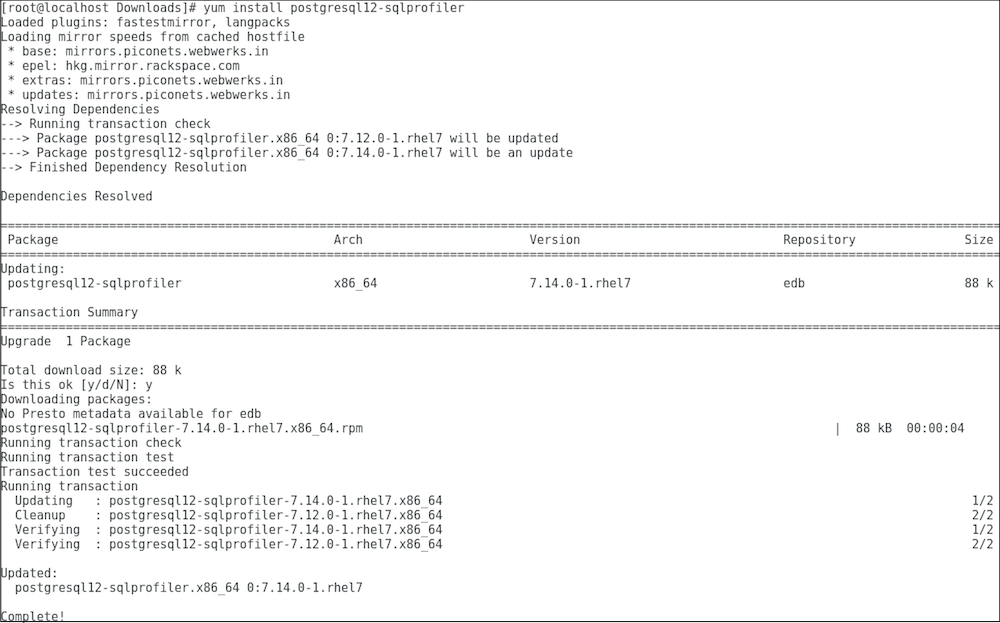 [root@localhost Downloads]# yum install postgresql12-sqlprofiler
Loaded plugins: fastestmirror, langpacks
Loading mirror speeds from cached hostfile
 * base: mirrors.piconets.webwerks.in
 * epel: hkg.mirror.rackspace.com
 * extras: mirrors.piconets.webwerks.in
 * updates: mirrors.piconets.webwerks.in
Resolving Dependencies
--> Running transaction check
---> Package postgresql12-sqlprofiler.x86_64 0:7.12.0-1.rhel7 will be updated
---> Package postgresql12-sqlprofiler.x86_64 0:7.14.0-1.rhel7 will be an update
--> Finished Dependency Resolution

Dependencies Resolved

================================================================================
 Package Arch Version Repository Size
================================================================================
Updating:
 postgresql12-sqlprofiler x86_64 7.14.0-1.rhel7 edb 88 k

Transaction Summary
================================================================================
Upgrade  1 Package

Total download size: 88 k
Is this ok [y/d/N]: y
Downloading packages:
No Presto metadata available for edb
postgresql12-sqlprofiler-7.14.0-1.rhel7.x86_64.rpm | 88 kB 00:00:04
Running transaction check
Running transaction test
Transaction test succeeded
Running transaction
  Updating   : postgresql12-sqlprofiler-7.14.0-1.rhel7.x86_64 1/2
  Cleanup    : postgresql12-sqlprofiler-7.12.0-1.rhel7.x86_64 2/2
  Verifying  : postgresql12-sqlprofiler-7.14.0-1.rhel7.x86_64 1/2
  Verifying  : postgresql12-sqlprofiler-7.12.0-1.rhel7.x86_64 2/2

Updated:
  postgresql12-sqlprofiler.x86_64 0:7.14.0-1.rhel7

Complete!